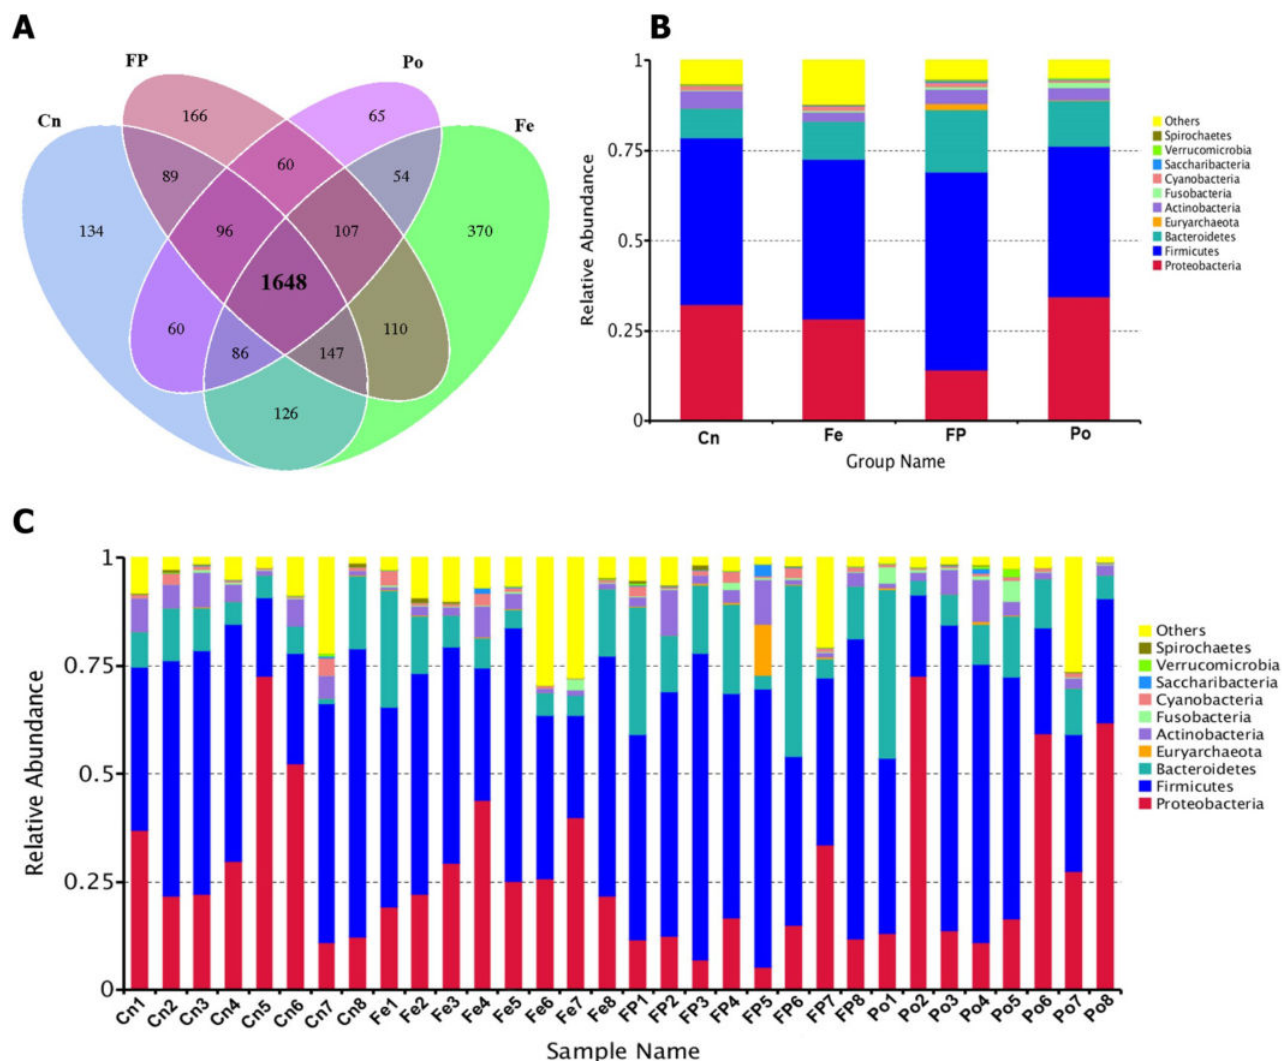 A
FP
Po
Cn
Fe
166
65
89
60
54
134
96
107
370
1648
60
110
86
147
126
B
1
0.75
0.5
0.25
0
Relative Abundance
Cn Fe FP Po
Group Name
Others
Spirochaetes
Verrucomicrobia
Saccharibacteria
Cyanobacteria
Fusobacteria
Actinobacteria
Euryarchaeota
Bacteroidetes
Firmicutes
Proteobacteria
C
1
0.75
0.5
0.25
0
Relative Abundance
Cn1 Cn2 Cn3 Cn4 Cn5 Cn6 Cn7 Cn8 Fe1 Fe2 Fe3 Fe4 Fe5 Fe6 Fe7 Fe8 FP1 FP2 FP3 FP4 FP5 FP6 FP7 FP8 Po1 Po2 Po3 Po4 Po5 Po6 Po7 Po8
Sample Name
Others
Spirochaetes
Verrucomicrobia
Saccharibacteria
Cyanobacteria
Fusobacteria
Actinobacteria
Euryarchaeota
Bacteroidetes
Firmicutes
Proteobacteria